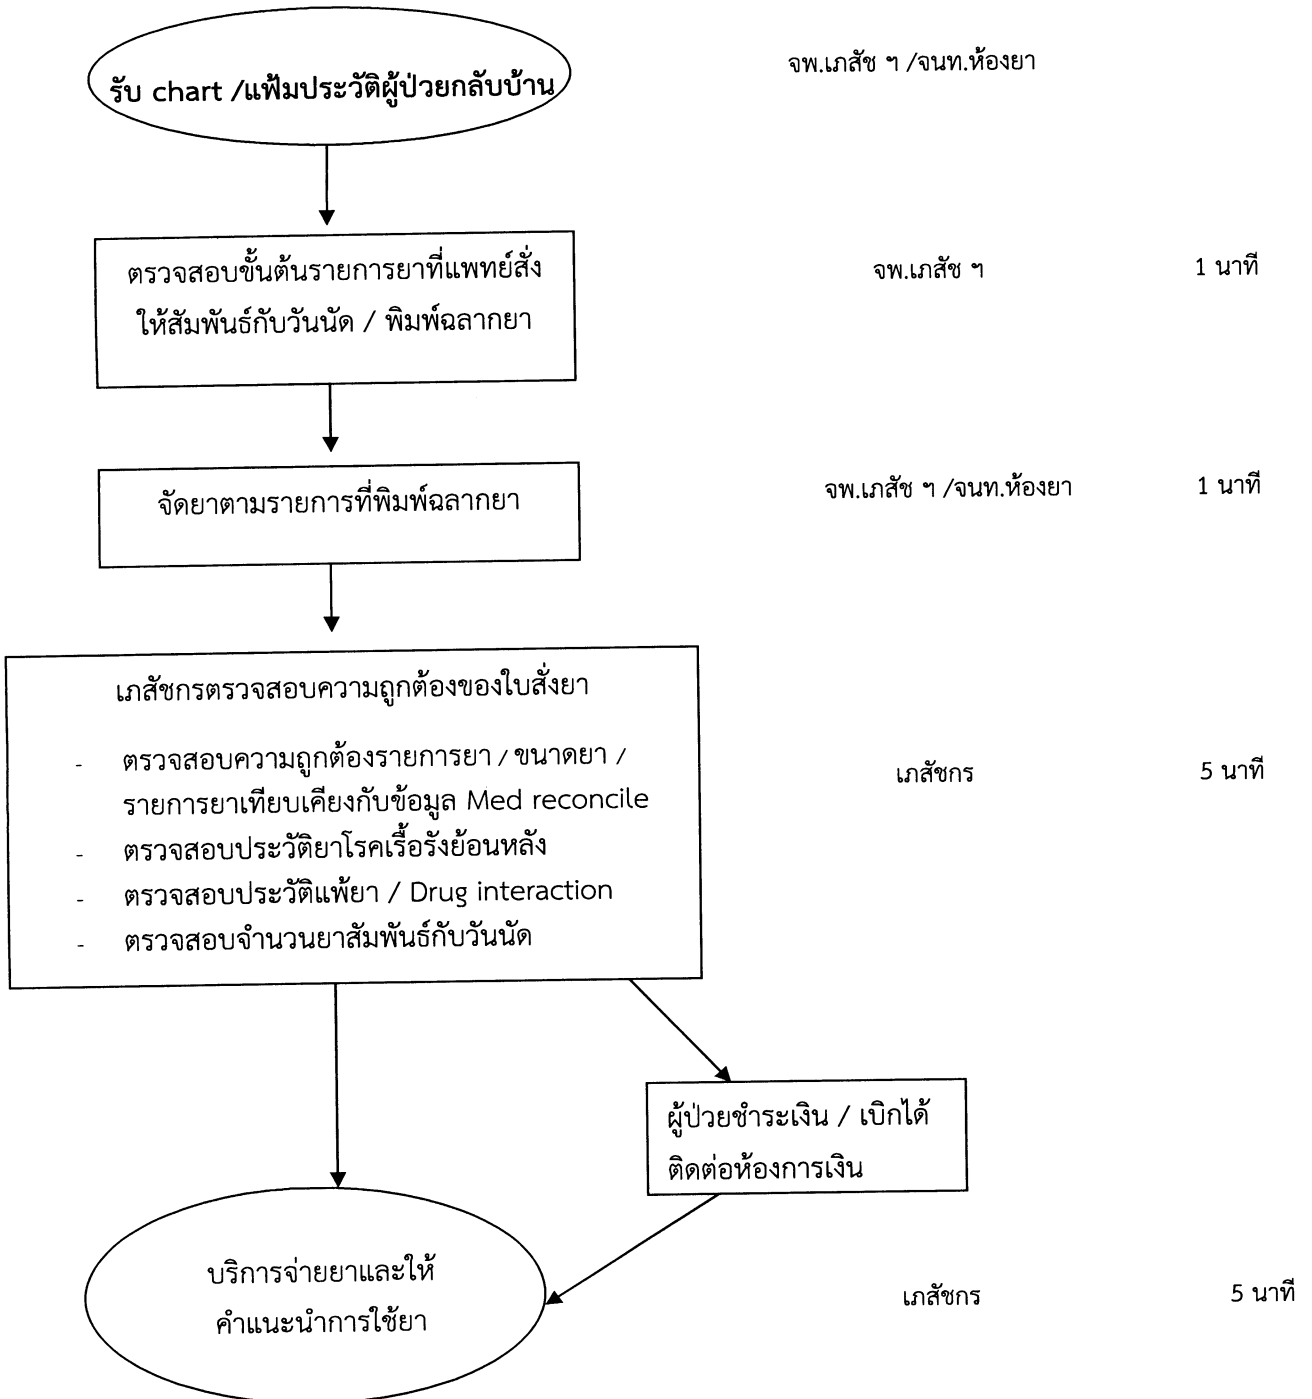 รับ chart /แฟ้มประวัติผู้ป่วยกลับบ้าน
จพ.เภสัช ฯ /จนท.ห้องยา
ตรวจสอบขั้นต้นรายการยาที่แพทย์สั่ง
ให้สัมพันธ์กับวันนัด / พิมพ์ฉลากยา
จพ.เภสัช ฯ
1 นาที
จัดยาตามรายการที่พิมพ์ฉลากยา
จพ.เภสัช ฯ /จนท.ห้องยา
1 นาที
เภสัชกรตรวจสอบความถูกต้องของใบสั่งยา
- ตรวจสอบความถูกต้องรายการยา / ขนาดยา /
รายการยาเทียบเคียงกับข้อมูล Med reconcile
- ตรวจสอบประวัติยาโรคเรื้อรังย้อนหลัง
- ตรวจสอบประวัติแพ้ยา / Drug interaction
- ตรวจสอบจำนวนยาสัมพันธ์กับวันนัด
เภสัชกร
5 นาที
ผู้ป่วยชำระเงิน / เบิกได้
ติดต่อห้องการเงิน
บริการจ่ายยาและให้
คำแนะนำการใช้ยา
เภสัชกร
5 นาที